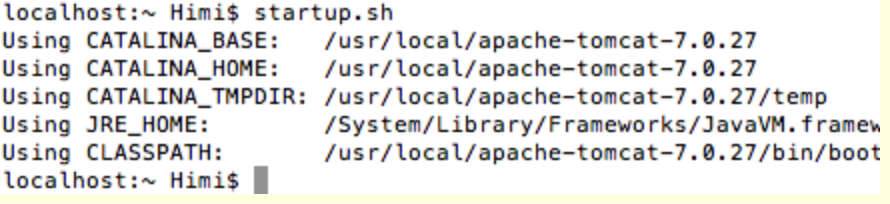 localhost:~ Himi$ startup.sh
Using CATALINA_BASE:   /usr/local/apache-tomcat-7.0.27
Using CATALINA_HOME:   /usr/local/apache-tomcat-7.0.27
Using CATALINA_TMPDIR: /usr/local/apache-tomcat-7.0.27/temp
Using JRE_HOME:        /System/Library/Frameworks/JavaVM.framew
Using CLASSPATH:       /usr/local/apache-tomcat-7.0.27/bin/boot
localhost:~ Himi$